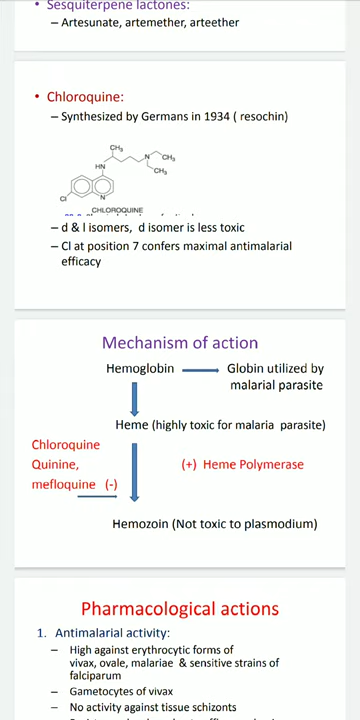 • Sesquiterpene lactones:
– Artesunate, artemether, arteether
• Chloroquine:
– Synthesized by Germans in 1934 ( resochin)
CH3
N
CH3
HN
CH3
Cl
N
CHLOROQUINE
– d & l isomers, d isomer is less toxic
– Cl at position 7 confers maximal antimalarial
efficacy
Mechanism of action
Hemoglobin
Globin utilized by
malarial parasite
Heme (highly toxic for malaria parasite)
Chloroquine
Quinine,
mefloquine (-)
(+) Heme Polymerase
Hemozoin (Not toxic to plasmodium)
Pharmacological actions
1. Antimalarial activity:
– High against erythrocytic forms of
vivax, ovale, malariae & sensitive strains of
falciparum
– Gametocytes of vivax
– No activity against tissue schizonts